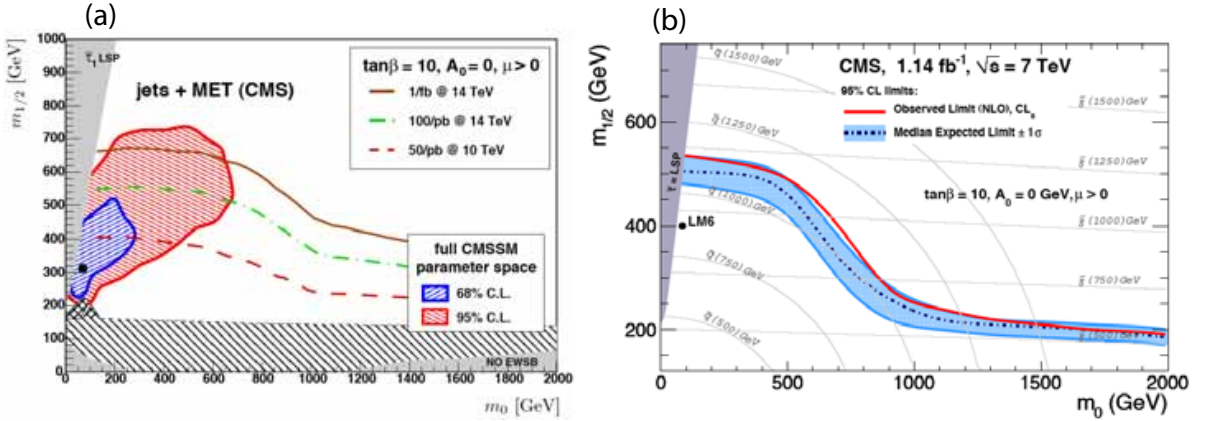 (a)
1000
900
800
700
600
500
400
300
200
100
0
m₁/₂ [GeV]
τ̃₁ LSP
jets + MET (CMS)
tanβ = 10, A₀ = 0, μ > 0
1/fb @ 14 TeV
100/pb @ 14 TeV
50/pb @ 10 TeV
full CMSSM
parameter space
68% C.L.
95% C.L.
NO EWSB
0 200 400 600 800 1000 1200 1400 1600 1800 2000
m₀ [GeV]
(b)
m₁/₂ (GeV)
600
400
200
CMS, 1.14 fb⁻¹, √s = 7 TeV
95% CL limits:
Observed Limit (NLO), CLₛ
Median Expected Limit ± 1σ
tanβ = 10, A₀ = 0 GeV, μ > 0
τ̃ = LSP
LM6
q̃(1500)GeV
q̃(1250)GeV
q̃(1000)GeV
q̃(750)GeV
q̃(500)GeV
g̃(1500)GeV
g̃(1250)GeV
g̃(1000)GeV
g̃(750)GeV
0 500 1000 1500 2000
m₀ (GeV)